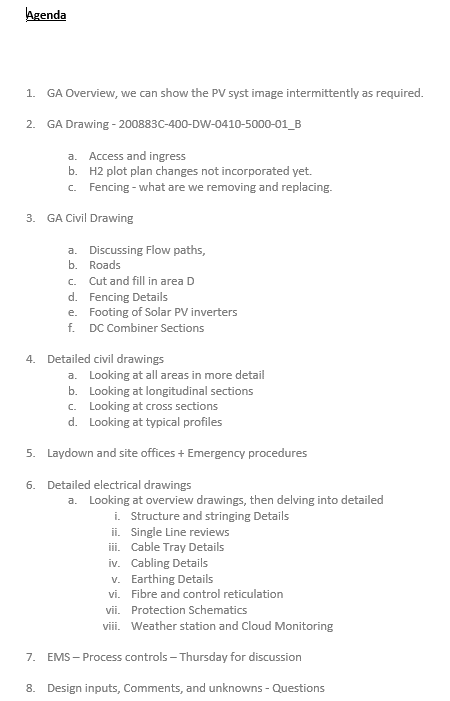 Agenda
1. GA Overview, we can show the PV syst image intermittently as required.
2. GA Drawing - 200883C-400-DW-0410-5000-01_B
a. Access and ingress
b. H2 plot plan changes not incorporated yet.
c. Fencing - what are we removing and replacing.
3. GA Civil Drawing
a. Discussing Flow paths,
b. Roads
c. Cut and fill in area D
d. Fencing Details
e. Footing of Solar PV inverters
f. DC Combiner Sections
4. Detailed civil drawings
a. Looking at all areas in more detail
b. Looking at longitudinal sections
c. Looking at cross sections
d. Looking at typical profiles
5. Laydown and site offices + Emergency procedures
6. Detailed electrical drawings
a. Looking at overview drawings, then delving into detailed
i. Structure and stringing Details
ii. Single Line reviews
iii. Cable Tray Details
iv. Cabling Details
v. Earthing Details
vi. Fibre and control reticulation
vii. Protection Schematics
viii. Weather station and Cloud Monitoring
7. EMS – Process controls – Thursday for discussion
8. Design inputs, Comments, and unknowns - Questions